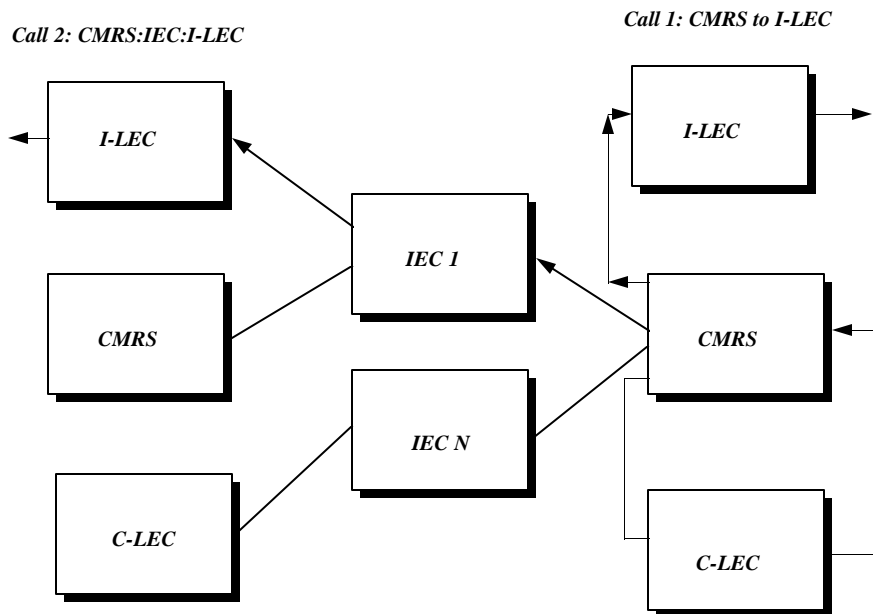 Call 2: CMRS:IEC:I-LEC
Call 1: CMRS to I-LEC
I-LEC
I-LEC
IEC 1
CMRS
CMRS
IEC N
C-LEC
C-LEC